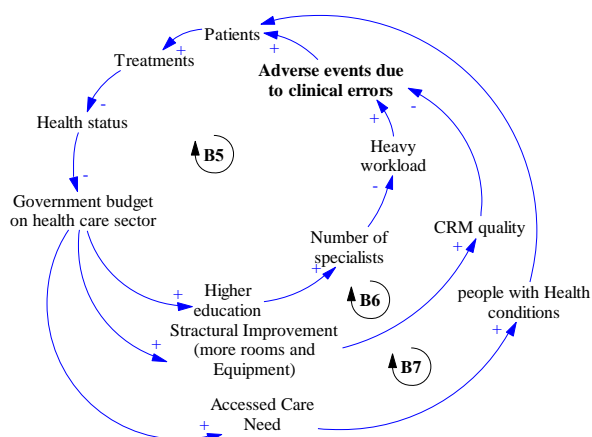 Patients
+
+
Treatments
Adverse events due
to clinical errors
-
-
Health status
+
Heavy
workload
B5
-
-
Government budget
on health care sector
Number of
specialists
CRM quality
+
+
Higher
education
+
B6
people with Health
conditions
Stractural Improvement
(more rooms and
Equipment)
+
+
B7
Accessed Care
Need
+